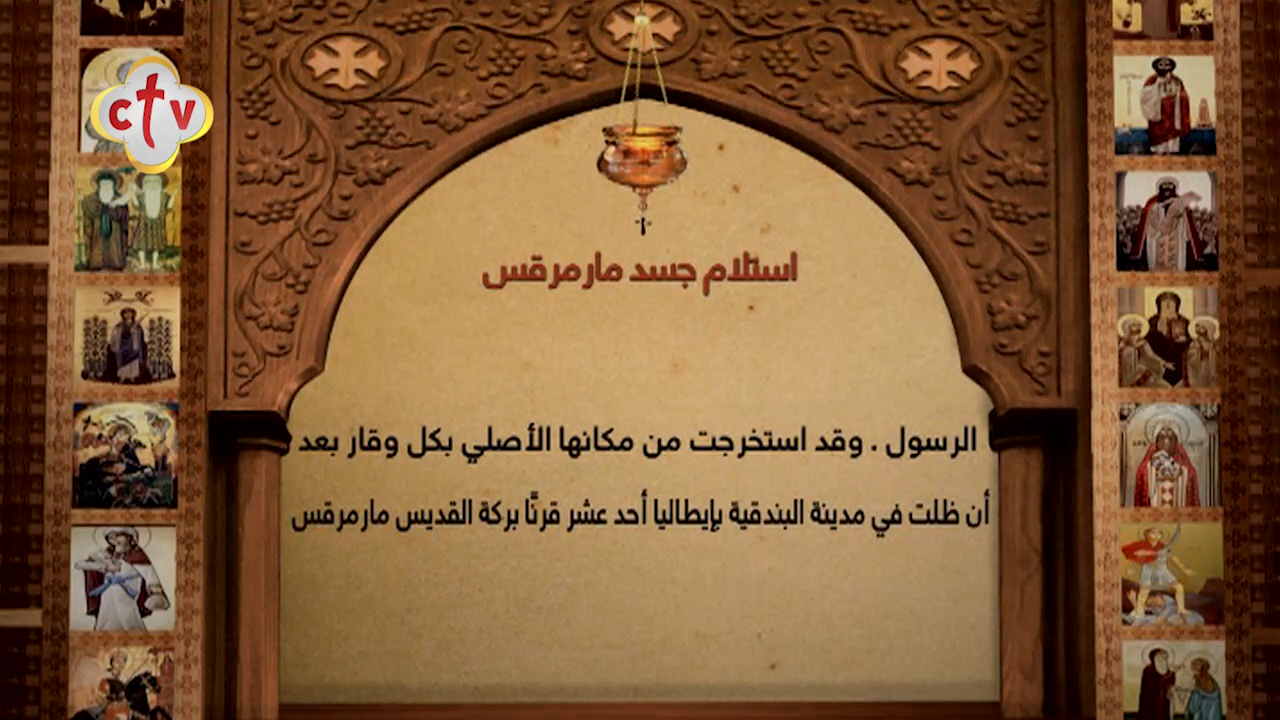 ctv
استلام جسد مارمرقس
الرسول . وقد استخرجت من مكانها الأصلي بكل وقار بعد
أن ظلت في مدينة البندقية بإيطاليا أحد عشر قرنًا بركة القديس مارمرقس